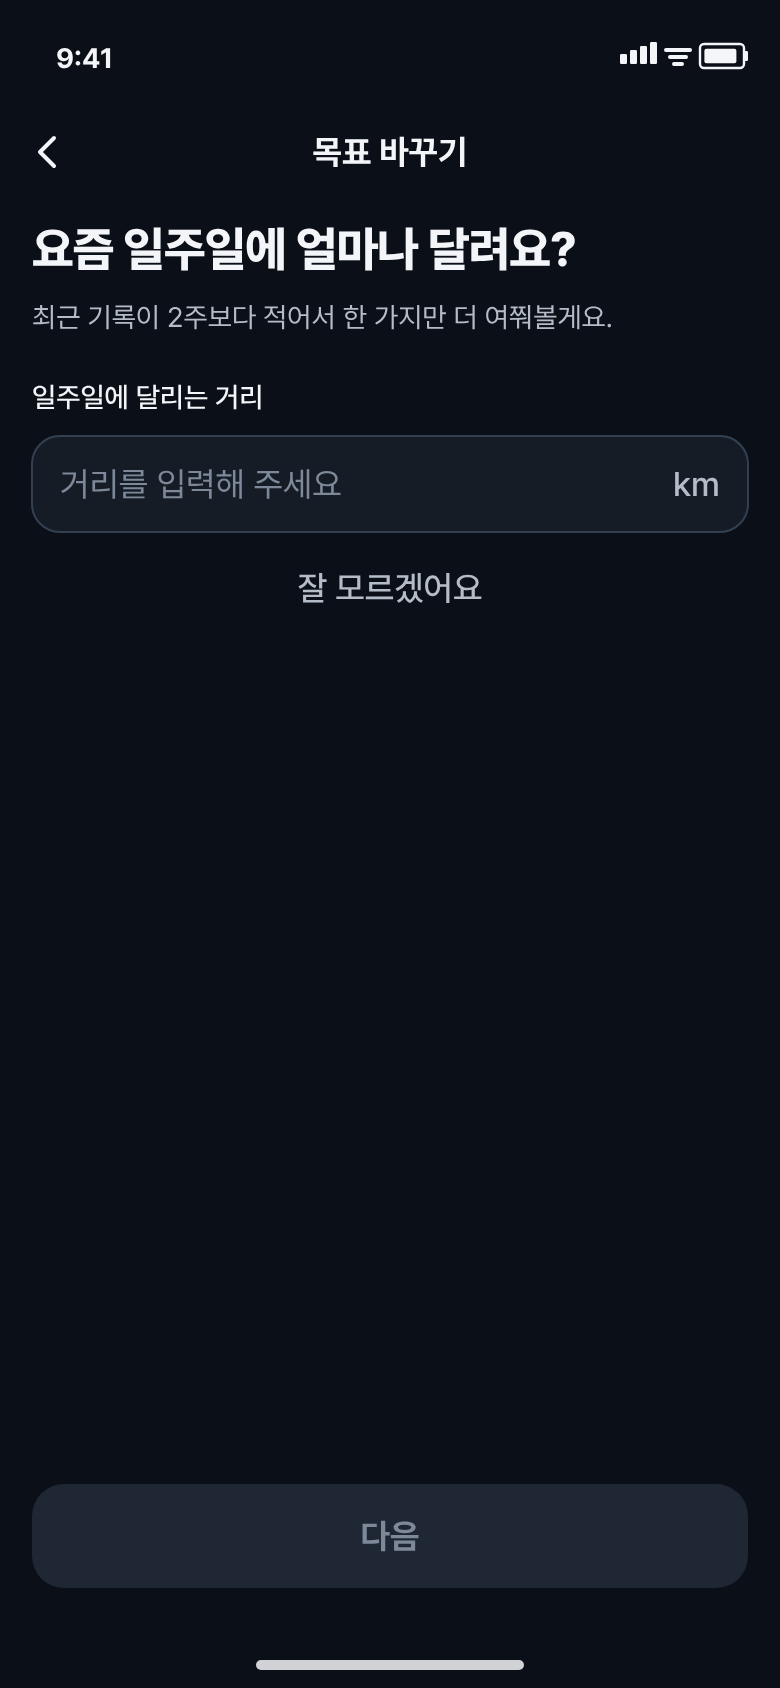 9:41
목표 바꾸기
요즘 일주일에 얼마나 달려요?
최근 기록이 2주보다 적어서 한 가지만 더 여쭤볼게요.
일주일에 달리는 거리
거리를 입력해 주세요 km
잘 모르겠어요
다음